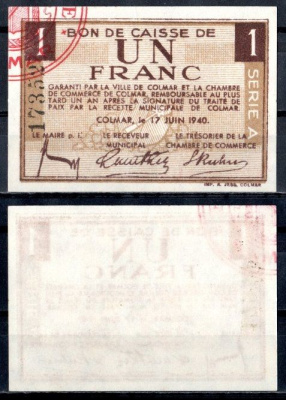 1 BON DE CAISSE DE 1
UN
FRANC
GARANTI PAR LA VILLE DE COLMAR ET LA CHAMBRE
DE COMMERCE DE COLMAR, REMBOURSABLE AU PLUS
TARD UN AN APRÈS LA SIGNATURE DU TRAITÉ DE
PAIX PAR LA RECETTE MUNICIPALE DE COLMAR.
COLMAR, le 17 JUIN 1940.
LE MAIRE p. i. LE RECEVEUR LE TRÉSORIER DE LA
MUNICIPAL CHAMBRE DE COMMERCE
SÉRIE A
COLMAR